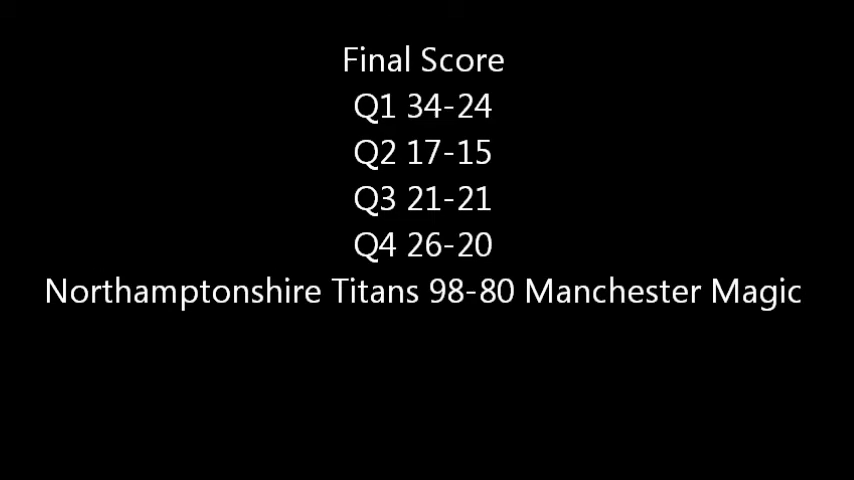 Final Score
Q1 34-24
Q2 17-15
Q3 21-21
Q4 26-20
Northamptonshire Titans 98-80 Manchester Magic